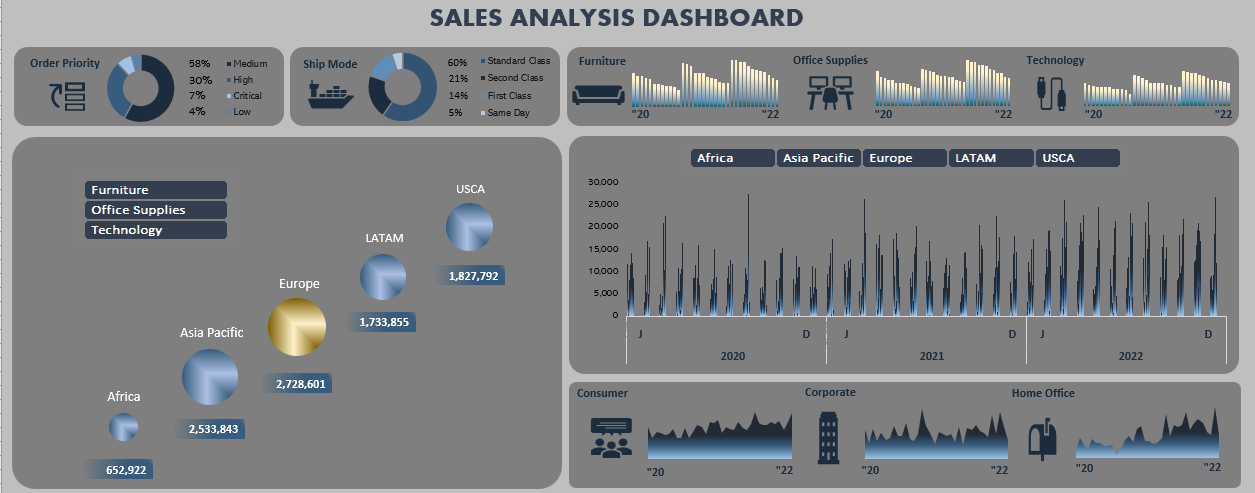 SALES ANALYSIS DASHBOARD
Order Priority
58% Medium
30% High
7% Critical
4% Low
Ship Mode
60% Standard Class
21% Second Class
14% First Class
5% Same Day
Furniture
"20 "22
Office Supplies
"20 "22
Technology
"20 "22
Furniture
Office Supplies
Technology
USCA
1,827,792
LATAM
1,733,855
Europe
2,728,601
Asia Pacific
2,533,843
Africa
652,922
Africa Asia Pacific Europe LATAM USCA
30,000
25,000
20,000
15,000
10,000
5,000
0
J D J D J D
2020 2021 2022
Consumer
"20 "22
Corporate
"20 "22
Home Office
"20 "22